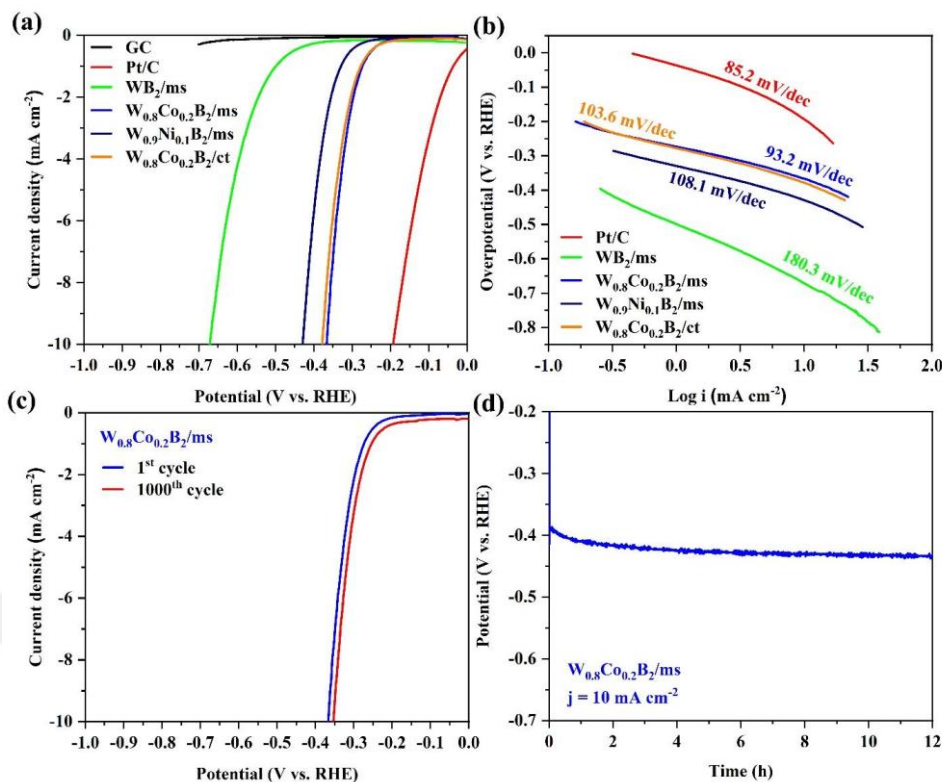 (a)
0
-2
-4
-6
-8
-10
Current density (mA cm⁻²)
GC
Pt/C
WB₂/ms
W₀.₈Co₀.₂B₂/ms
W₀.₉Ni₀.₁B₂/ms
W₀.₈Co₀.₂B₂/ct
-1.0 -0.9 -0.8 -0.7 -0.6 -0.5 -0.4 -0.3 -0.2 -0.1 -0.0
Potential (V vs. RHE)
(b)
0.0
-0.1
-0.2
-0.3
-0.4
-0.5
-0.6
-0.7
-0.8
Overpotential (V vs. RHE)
85.2 mV/dec
103.6 mV/dec
93.2 mV/dec
108.1 mV/dec
180.3 mV/dec
Pt/C
WB₂/ms
W₀.₈Co₀.₂B₂/ms
W₀.₉Ni₀.₁B₂/ms
W₀.₈Co₀.₂B₂/ct
-1.0 -0.5 0.0 0.5 1.0 1.5 2.0
Log i (mA cm⁻²)
(c)
0
-2
-4
-6
-8
-10
Current density (mA cm⁻²)
W₀.₈Co₀.₂B₂/ms
1ˢᵗ cycle
1000ᵗʰ cycle
-1.0 -0.9 -0.8 -0.7 -0.6 -0.5 -0.4 -0.3 -0.2 -0.1 0.0
Potential (V vs. RHE)
(d)
-0.2
-0.3
-0.4
-0.5
-0.6
-0.7
Potential (V vs. RHE)
W₀.₈Co₀.₂B₂/ms
j = 10 mA cm⁻²
0 2 4 6 8 10 12
Time (h)